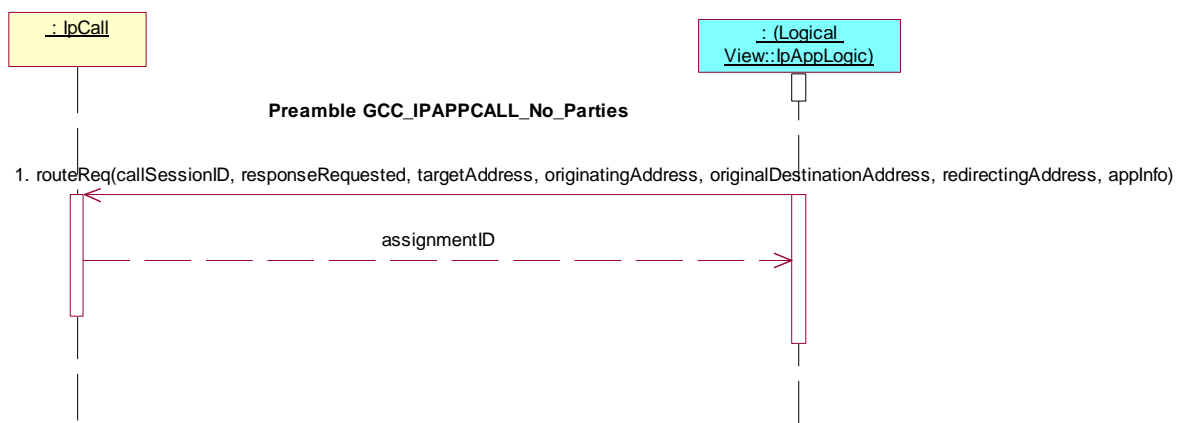 : IpCall
: (Logical
View::IpAppLogic)
Preamble GCC_IPAPPCALL_No_Parties
1. routeReq(callSessionID, responseRequested, targetAddress, originatingAddress, originalDestinationAddress, redirectingAddress, appInfo)
assignmentID